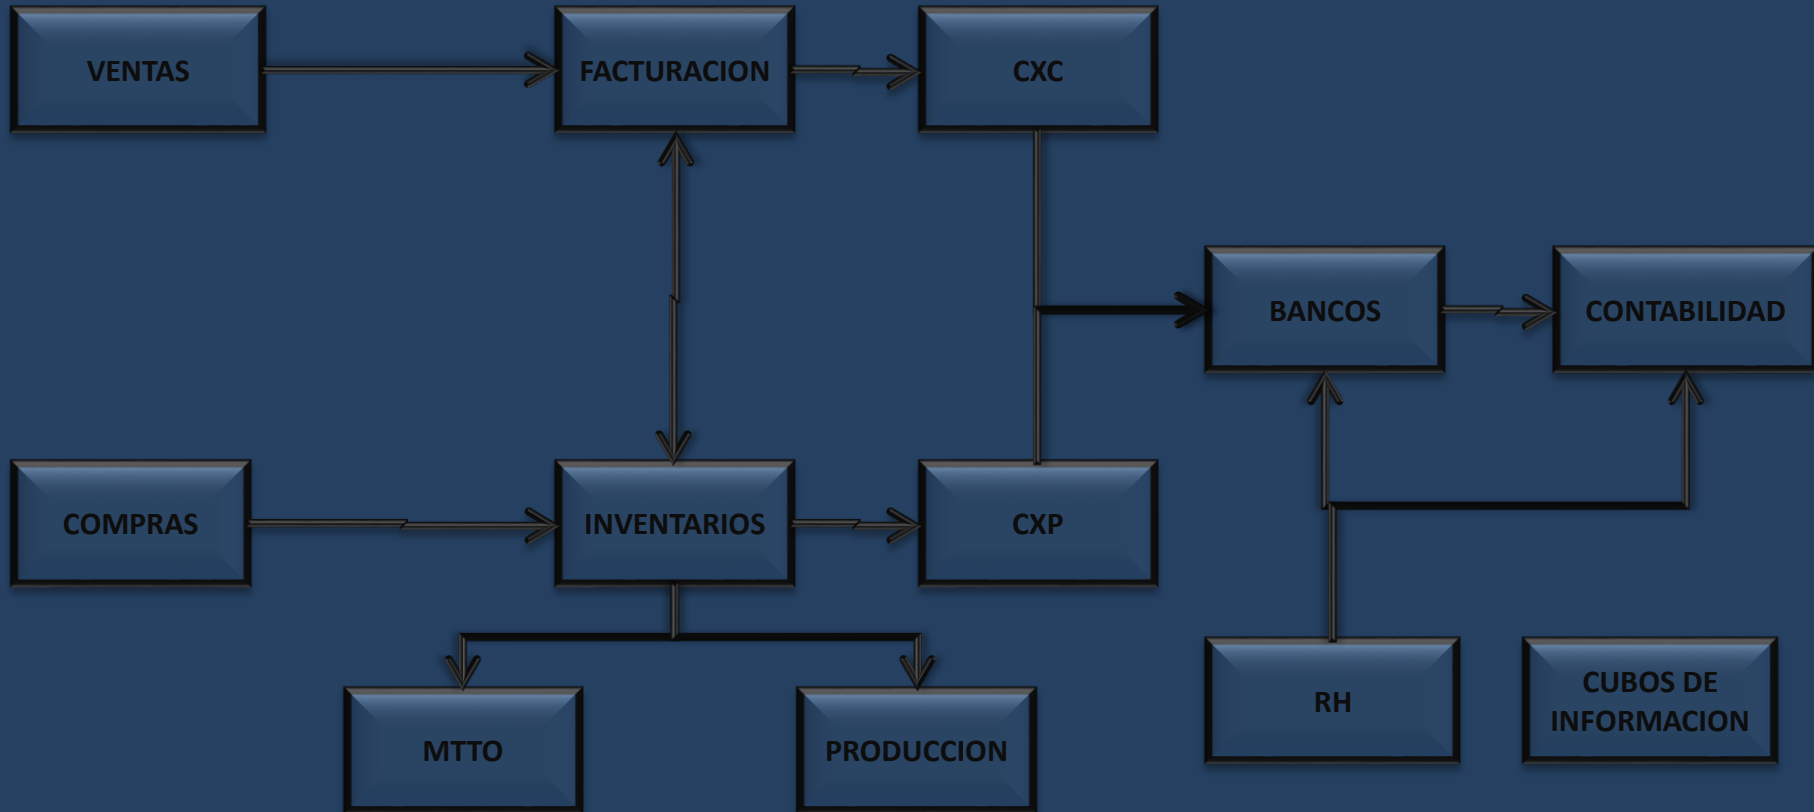 VENTAS
FACTURACION
CXC
BANCOS
CONTABILIDAD
COMPRAS
INVENTARIOS
CXP
MTTO
PRODUCCION
RH
CUBOS DE
INFORMACION